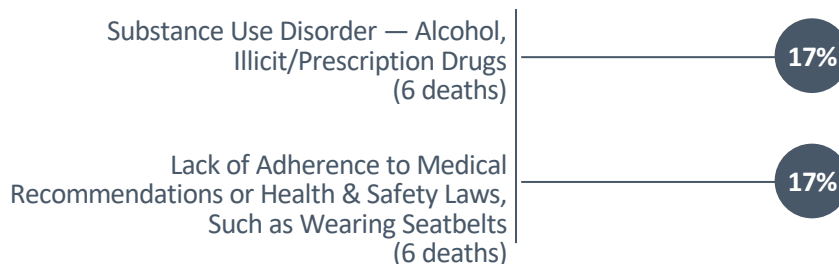 Substance Use Disorder — Alcohol,
Illicit/Prescription Drugs
(6 deaths)
17%
Lack of Adherence to Medical
Recommendations or Health & Safety Laws,
Such as Wearing Seatbelts
(6 deaths)
17%